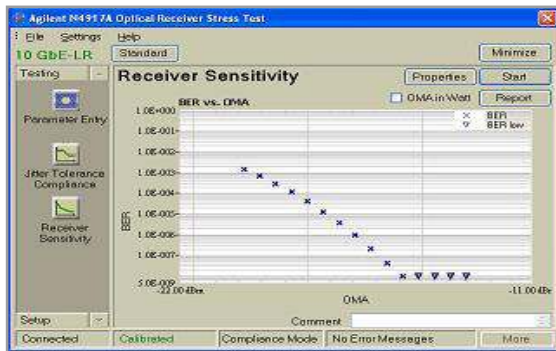 Agilent N4917A Optical Receiver Stress Test
File Settings Help
10 GbE-LR Standard Minimize
Testing
Receiver Sensitivity Properties Start
OMA in Watt Report
Parameter Entry
Jitter Tolerance
Compliance
Receiver
Sensitivity
BER vs. OMA
BER
BER low
1.0E+000
1.0E-001
1.0E-002
1.0E-003
1.0E-004
1.0E-005
1.0E-006
1.0E-007
5.0E-009
BER
-22.00 dBm -11.00 dBm
OMA
Setup Comment
Connected Calibrated Compliance Mode No Error Messages More